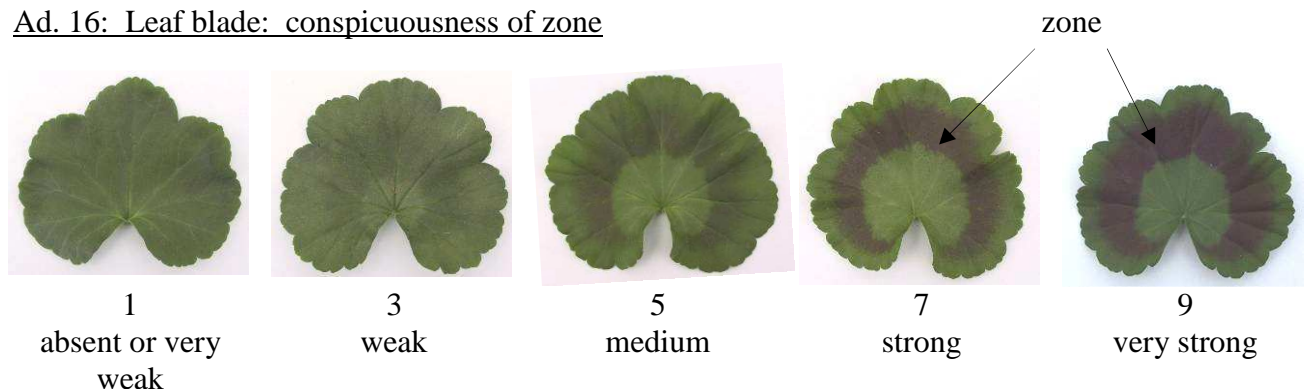 Ad. 16: Leaf blade: conspicuousness of zone
zone
1
absent or very
weak
3
weak
5
medium
7
strong
9
very strong